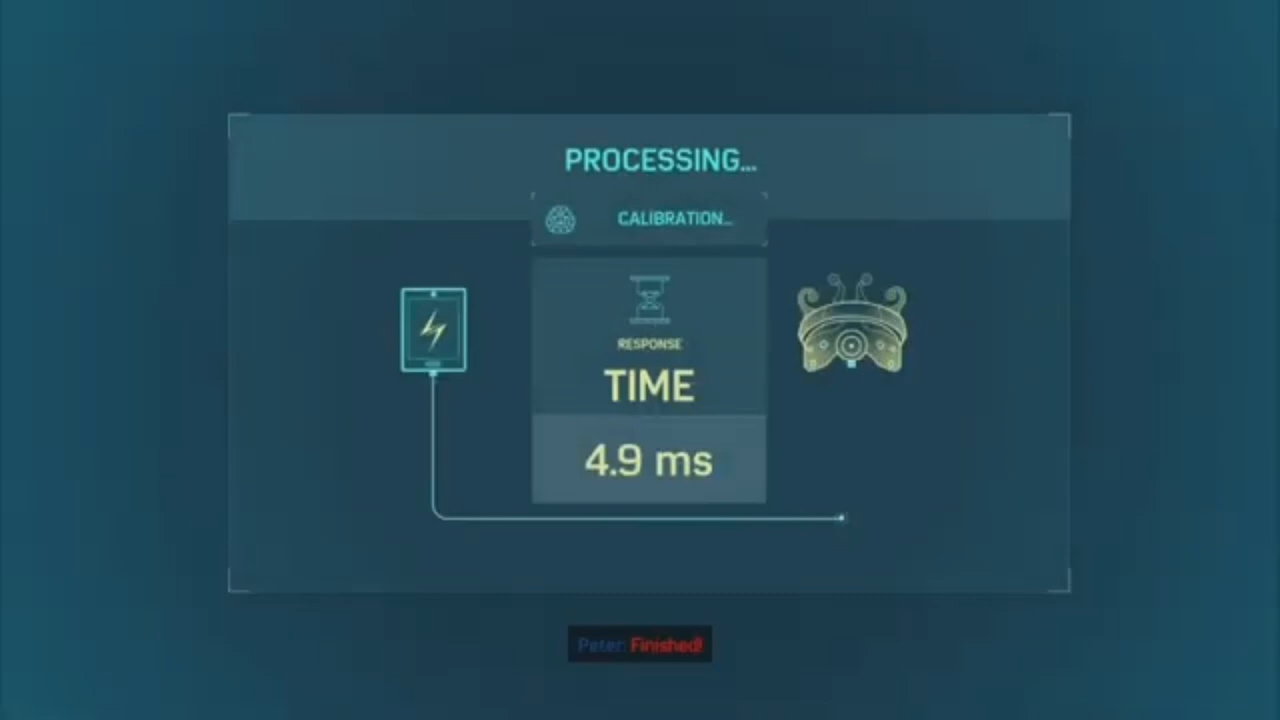 PROCESSING...
CALIBRATION...
RESPONSE
TIME
4.9 ms
Peter: Finished!